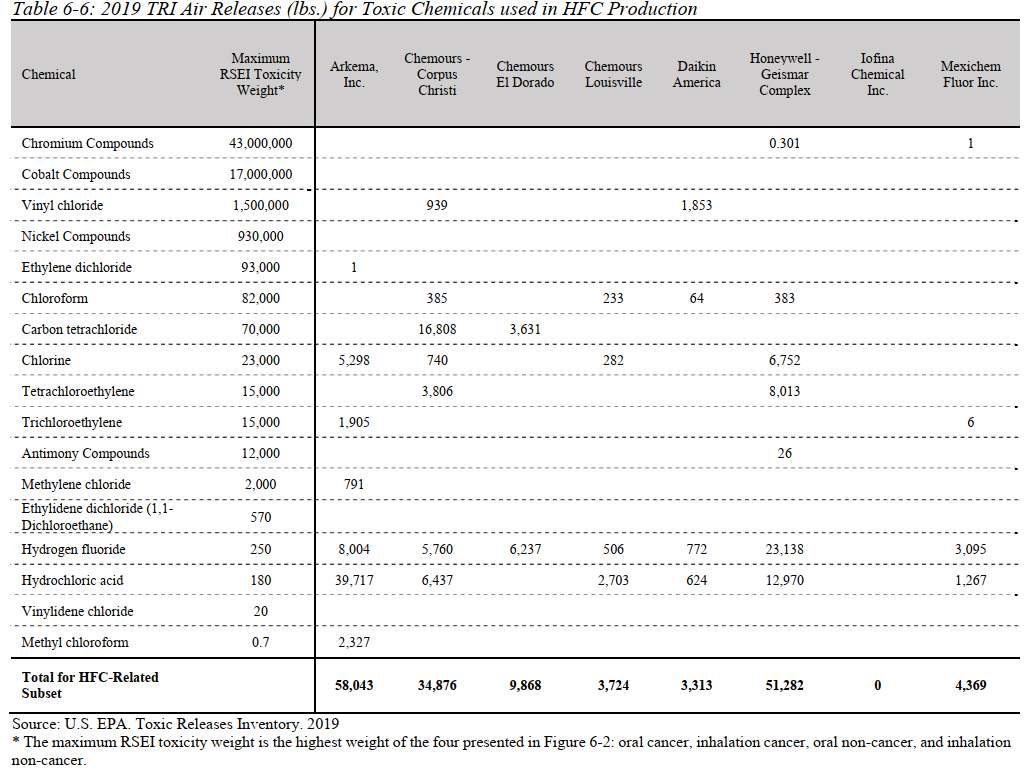 Table 6-6: 2019 TRI Air Releases (lbs.) for Toxic Chemicals used in HFC Production
Chemical Maximum RSEI Toxicity Weight* Arkema, Inc. Chemours - Corpus Christi Chemours El Dorado Chemours Louisville Daikin America Honeywell - Geismar Complex Iofina Chemical Inc. Mexichem Fluor Inc.
Chromium Compounds 43,000,000 0.301 1
Cobalt Compounds 17,000,000
Vinyl chloride 1,500,000 939 1,853
Nickel Compounds 930,000
Ethylene dichloride 93,000 1
Chloroform 82,000 385 233 64 383
Carbon tetrachloride 70,000 16,808 3,631
Chlorine 23,000 5,298 740 282 6,752
Tetrachloroethylene 15,000 3,806 8,013
Trichloroethylene 15,000 1,905 6
Antimony Compounds 12,000 26
Methylene chloride 2,000 791
Ethylidene dichloride (1,1-
Dichloroethane) 570
Hydrogen fluoride 250 8,004 5,760 6,237 506 772 23,138 3,095
Hydrochloric acid 180 39,717 6,437 2,703 624 12,970 1,267
Vinylidene chloride 20
Methyl chloroform 0.7 2,327
Total for HFC-Related
Subset 58,043 34,876 9,868 3,724 3,313 51,282 0 4,369
Source: U.S. EPA. Toxic Releases Inventory. 2019
* The maximum RSEI toxicity weight is the highest weight of the four presented in Figure 6-2: oral cancer, inhalation cancer, oral non-cancer, and inhalation
non-cancer.